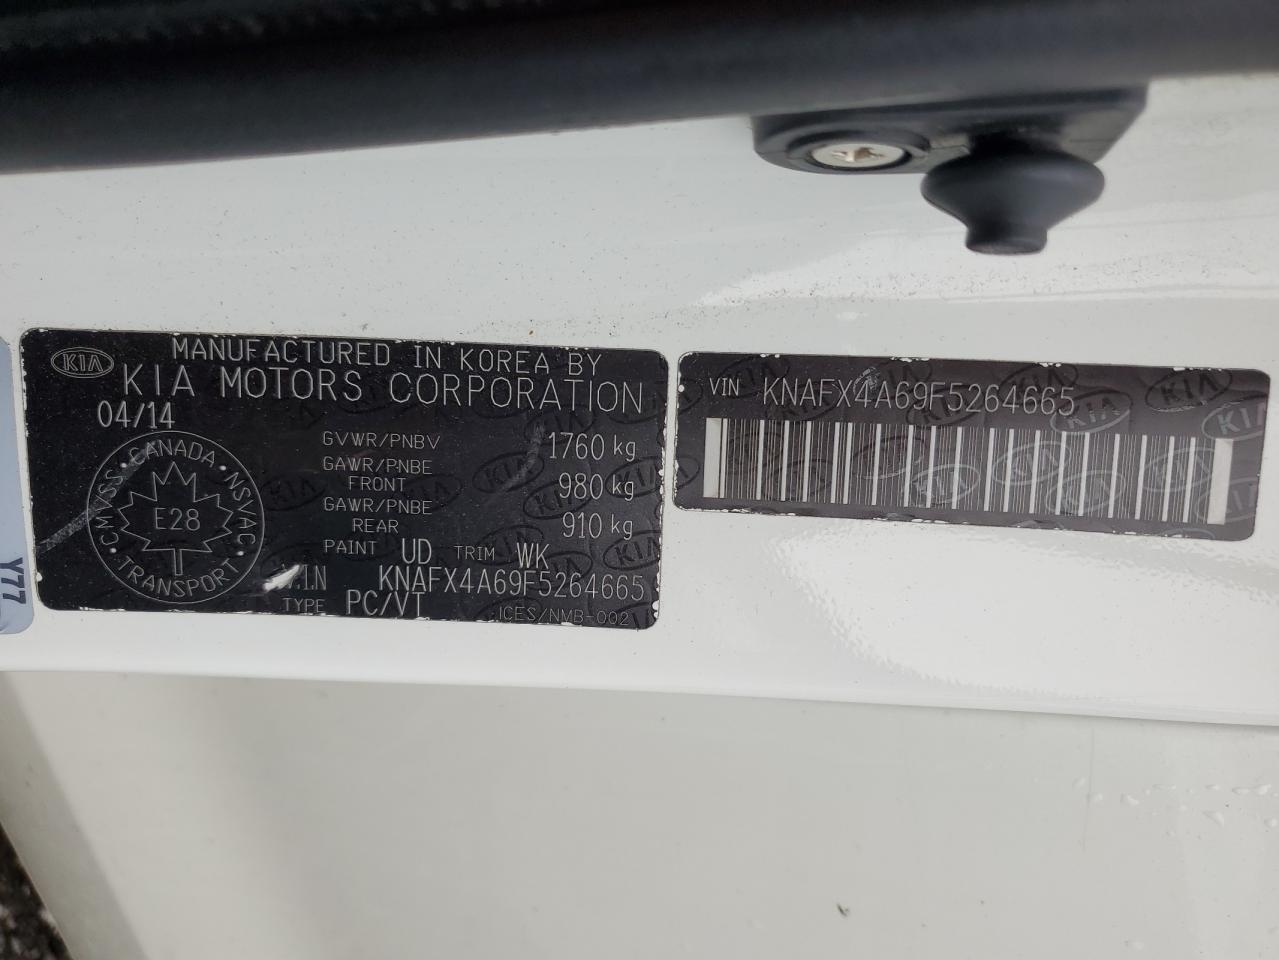 KIA
MANUFACTURED IN KOREA BY
KIA MOTORS CORPORATION
04/14
GVWR/PNBV 1760 kg
GAWR/PNBE FRONT 980 kg
GAWR/PNBE REAR 910 kg
PAINT UD TRIM WK
V.I.N KNAFX4A69F5264665
TYPE PC/VT ICES/NMB-002
CMVSS · CANADA · NSVAC · TRANSPORT ·
E28
VIN KNAFX4A69F5264665
Y77